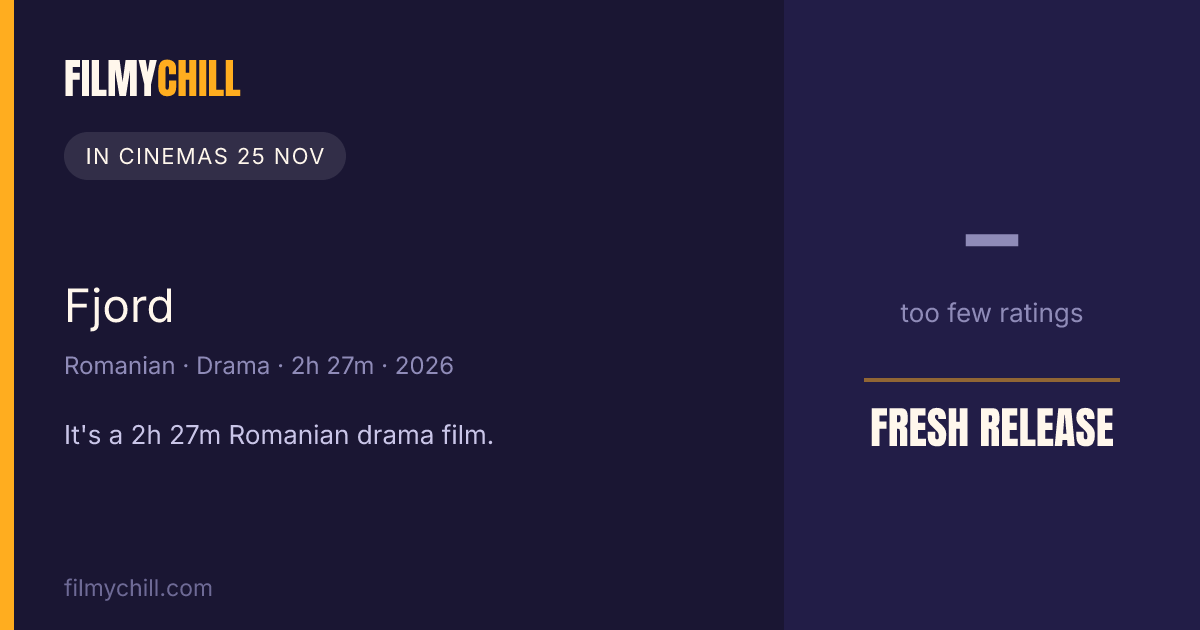 FILMYCHILL
IN CINEMAS 25 NOV
Fjord
Romanian · Drama · 2h 27m · 2026
It's a 2h 27m Romanian drama film.
filmychill.com
—
too few ratings
FRESH RELEASE